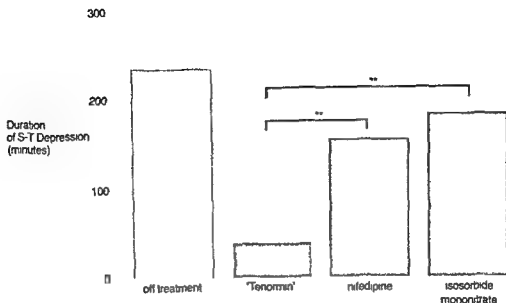 300
200
Duration
of S-T Depression
(minutes)
100
0
**
**
off treatment
'Tenormin'
nifedipine
isosorbide
mononitrate